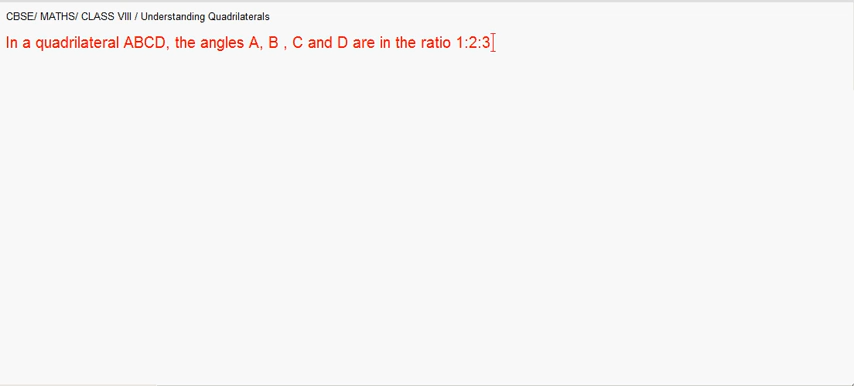 CBSE/ MATHS/ CLASS VIII / Understanding Quadrilaterals
In a quadrilateral ABCD, the angles A, B , C and D are in the ratio 1:2:3